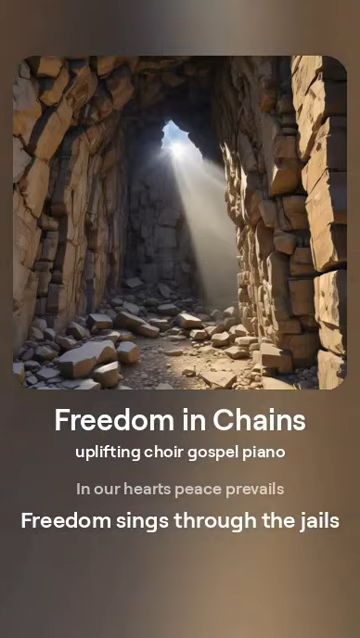 Freedom in Chains
uplifting choir gospel piano
In our hearts peace prevails
Freedom sings through the jails